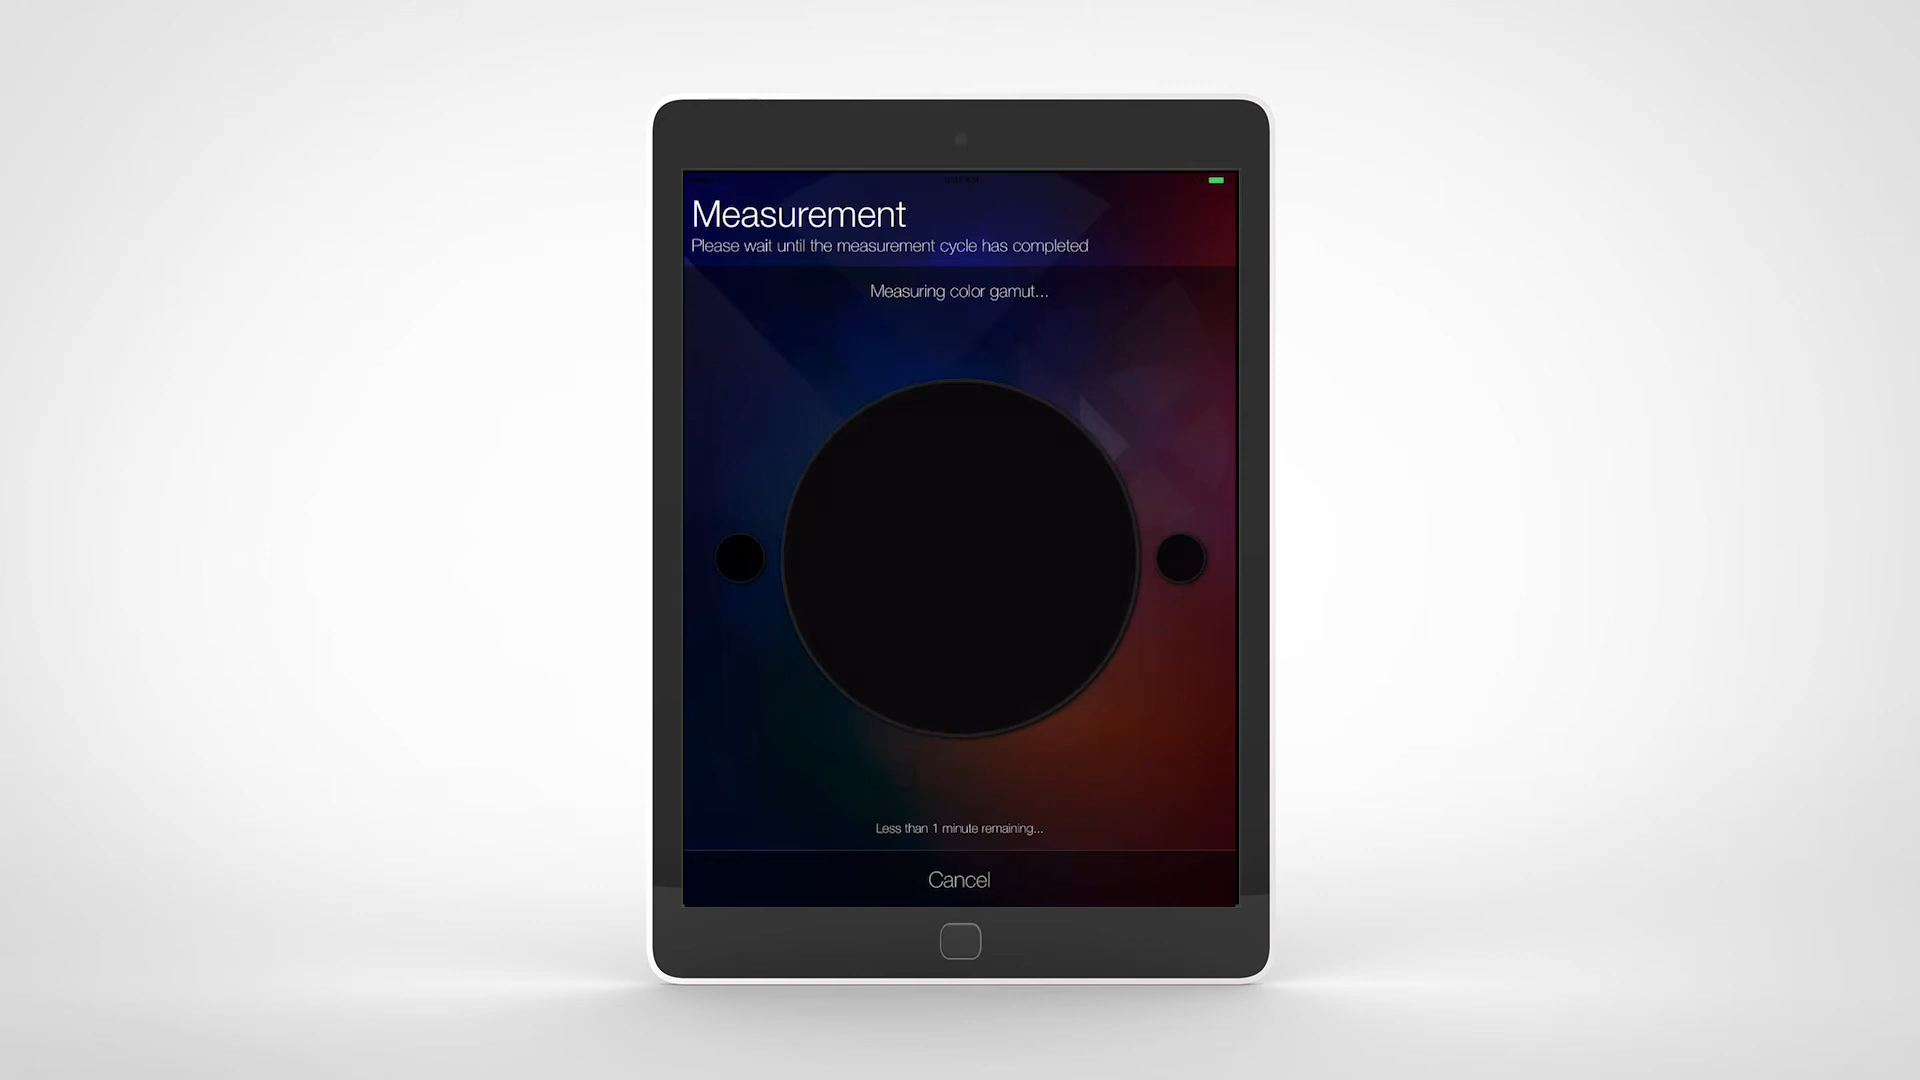 Measurement
Please wait until the measurement cycle has completed
Measuring color gamut...
Less than 1 minute remaining...
Cancel